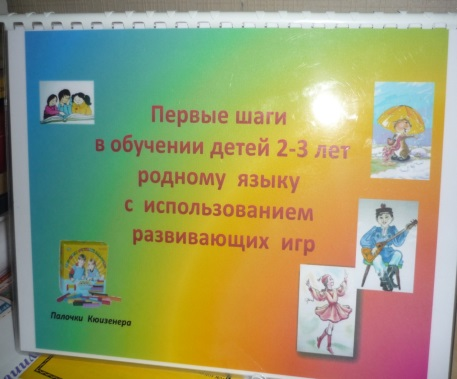 Первые шаги
в обучении детей 2-3 лет
родному языку
с использованием
развивающих игр
Палочки Кюизенера